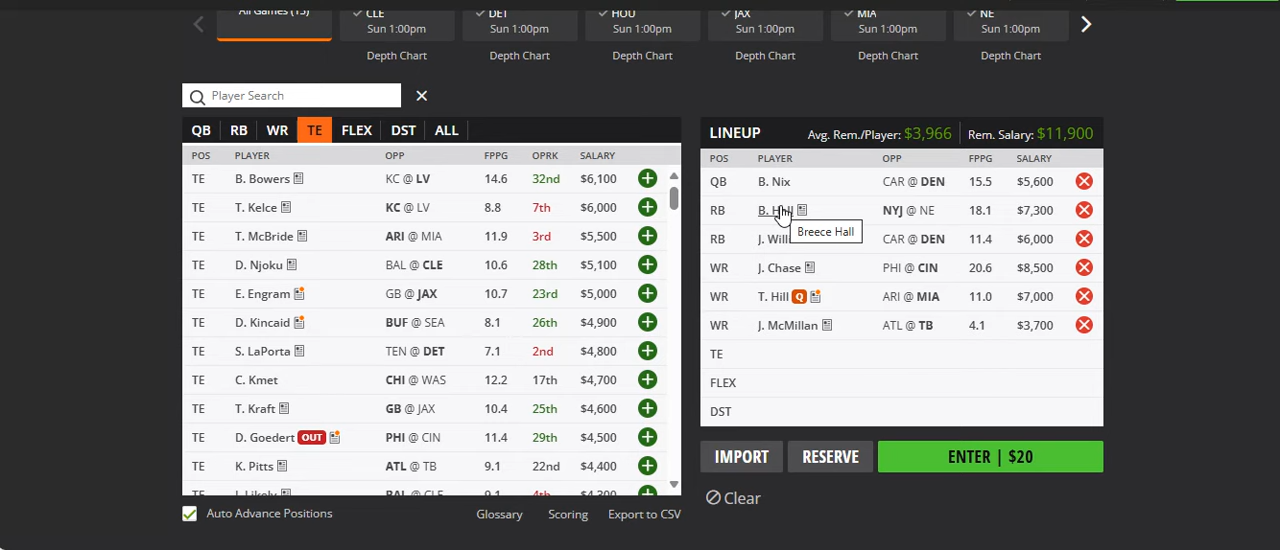 All Games (13)
CLE DET HOU JAX MIA NE
Sun 1:00pm Sun 1:00pm Sun 1:00pm Sun 1:00pm Sun 1:00pm Sun 1:00pm
Depth Chart Depth Chart Depth Chart Depth Chart Depth Chart Depth Chart
Player Search
QB RB WR TE FLEX DST ALL
POS PLAYER OPP FPPG OPRK SALARY
TE B. Bowers KC @ LV 14.6 32nd $6,100
TE T. Kelce KC @ LV 8.8 7th $6,000
TE T. McBride ARI @ MIA 11.9 3rd $5,500
TE D. Njoku BAL @ CLE 10.6 28th $5,100
TE E. Engram GB @ JAX 10.7 23rd $5,000
TE D. Kincaid BUF @ SEA 8.1 26th $4,900
TE S. LaPorta TEN @ DET 7.1 2nd $4,800
TE C. Kmet CHI @ WAS 12.2 17th $4,700
TE T. Kraft GB @ JAX 10.4 25th $4,600
TE D. Goedert OUT PHI @ CIN 11.4 29th $4,500
TE K. Pitts ATL @ TB 9.1 22nd $4,400
TE I. Likely BAL @ CLE 9.1 4th $4,300
Auto Advance Positions Glossary Scoring Export to CSV
LINEUP Avg. Rem./Player: $3,966 Rem. Salary: $11,900
POS PLAYER OPP FPPG SALARY
QB B. Nix CAR @ DEN 15.5 $5,600
RB B. Hall NYJ @ NE 18.1 $7,300
Breece Hall
RB J. Will CAR @ DEN 11.4 $6,000
WR J. Chase PHI @ CIN 20.6 $8,500
WR T. Hill Q ARI @ MIA 11.0 $7,000
WR J. McMillan ATL @ TB 4.1 $3,700
TE
FLEX
DST
IMPORT RESERVE ENTER | $20
Clear